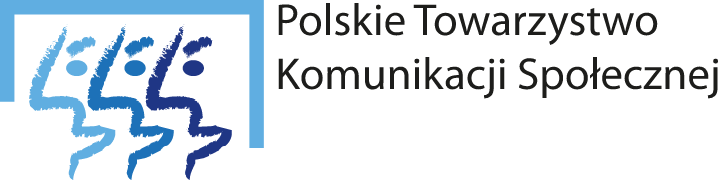 Polskie Towarzystwo
Komunikacji Społecznej